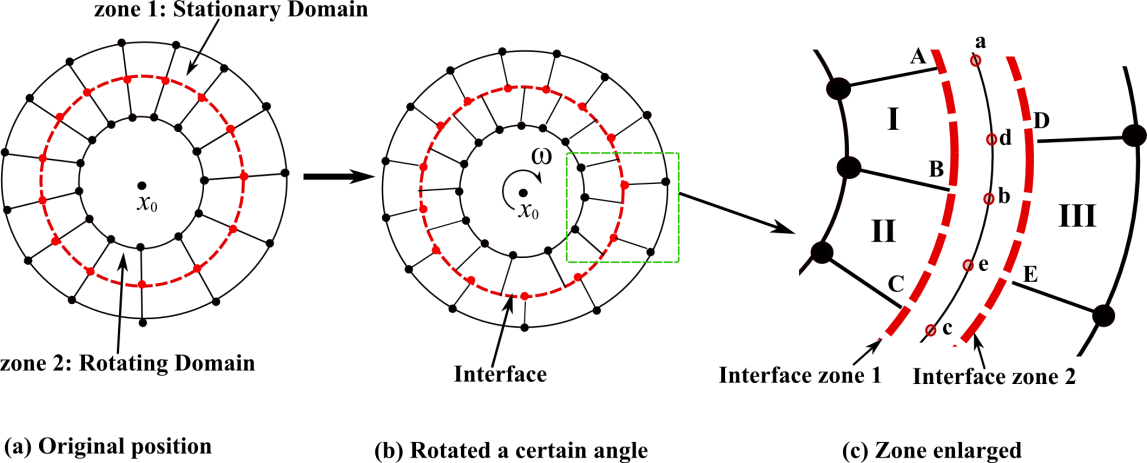 zone 1: Stationary Domain
x0
zone 2: Rotating Domain
(a) Original position
ω
x0
Interface
(b) Rotated a certain angle
A
a
I
d
D
B
b
II
III
e
E
C
c
Interface zone 1
Interface zone 2
(c) Zone enlarged